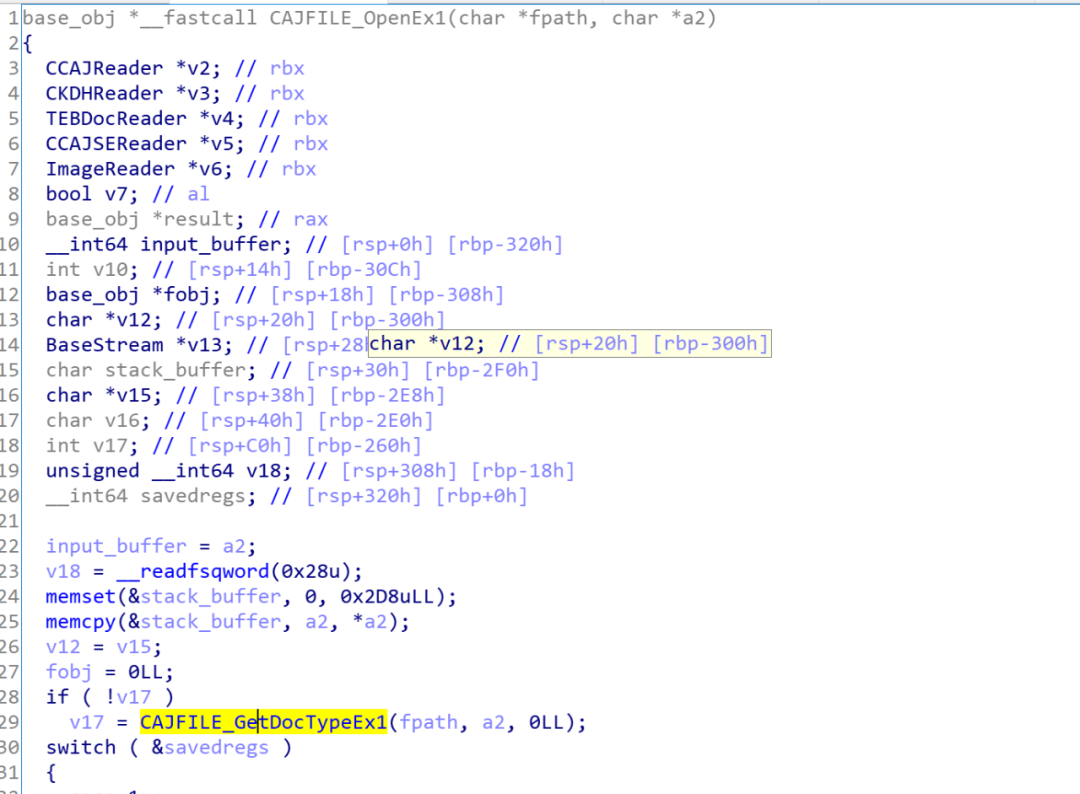 1 base_obj *__fastcall CAJFILE_OpenEx1(char *fpath, char *a2)
2 {
3 CCAJReader *v2; // rbx
4 CKDHReader *v3; // rbx
5 TEBDocReader *v4; // rbx
6 CCAJSEReader *v5; // rbx
7 ImageReader *v6; // rbx
8 bool v7; // al
9 base_obj *result; // rax
10 __int64 input_buffer; // [rsp+0h] [rbp-320h]
11 int v10; // [rsp+14h] [rbp-30Ch]
12 base_obj *fobj; // [rsp+18h] [rbp-308h]
13 char *v12; // [rsp+20h] [rbp-300h]
14 BaseStream *v13; // [rsp+28
char *v12; // [rsp+20h] [rbp-300h]
15 char stack_buffer; // [rsp+30h] [rbp-2F0h]
16 char *v15; // [rsp+38h] [rbp-2E8h]
17 char v16; // [rsp+40h] [rbp-2E0h]
18 int v17; // [rsp+C0h] [rbp-260h]
19 unsigned __int64 v18; // [rsp+308h] [rbp-18h]
20 __int64 savedregs; // [rsp+320h] [rbp+0h]
21
22 input_buffer = a2;
23 v18 = __readfsqword(0x28u);
24 memset(&stack_buffer, 0, 0x2D8uLL);
25 memcpy(&stack_buffer, a2, *a2);
26 v12 = v15;
27 fobj = 0LL;
28 if ( !v17 )
29 v17 = CAJFILE_GetDocTypeEx1(fpath, a2, 0LL);
30 switch ( &savedregs )
31 {